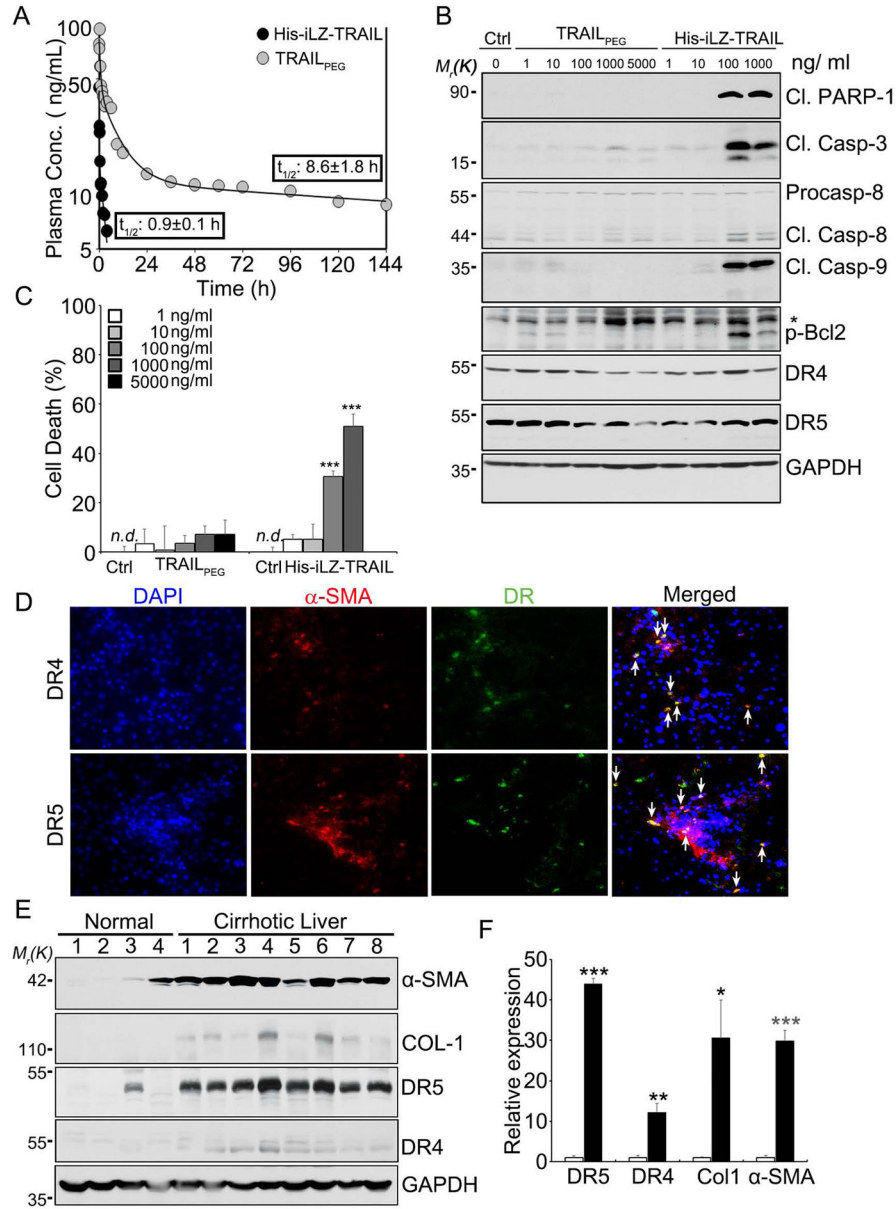 A
His-iLZ-TRAIL
TRAILPEG
Plasma Conc. ( ng/mL)
100
50
10
5
t1/2: 8.6±1.8 h
t1/2: 0.9±0.1 h
0 24 48 72 96 120 144
Time (h)
B
Ctrl TRAILPEG His-iLZ-TRAIL
Mr(K) 0 1 10 100 1000 5000 1 10 100 1000 ng/ ml
90 Cl. PARP-1
Cl. Casp-3
15
55 Procasp-8
44 Cl. Casp-8
35 Cl. Casp-9
*
p-Bcl2
55 DR4
55 DR5
35 GAPDH
C
Cell Death (%)
100
80
60
40
20
0
1 ng/ml
10 ng/ml
100 ng/ml
1000 ng/ml
5000 ng/ml
*** ***
n.d. n.d.
Ctrl TRAILPEG Ctrl His-iLZ-TRAIL
D
DAPI α-SMA DR Merged
DR4
DR5
E
Normal Cirrhotic Liver
Mr(K) 1 2 3 4 1 2 3 4 5 6 7 8
42 α-SMA
COL-1
110
55 DR5
55 DR4
GAPDH
35
F
Relative expression
50
40
30
20
10
0
*** ** * ***
DR5 DR4 Col1 α-SMA